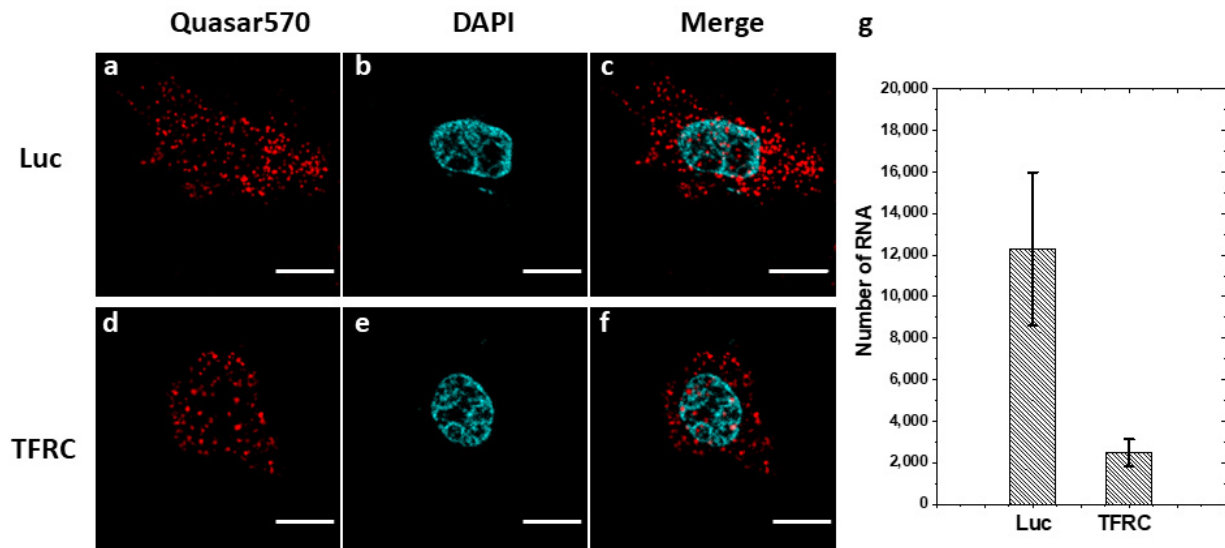 Quasar570 DAPI Merge g
a b c
Luc
d e f
TFRC
20,000
18,000
16,000
14,000
12,000
10,000
8,000
6,000
4,000
2,000
0
Number of RNA
Luc TFRC